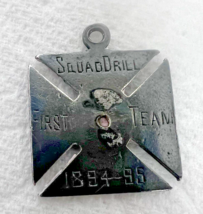 SQUAD DRILL
FIRST TEAM
1894-95